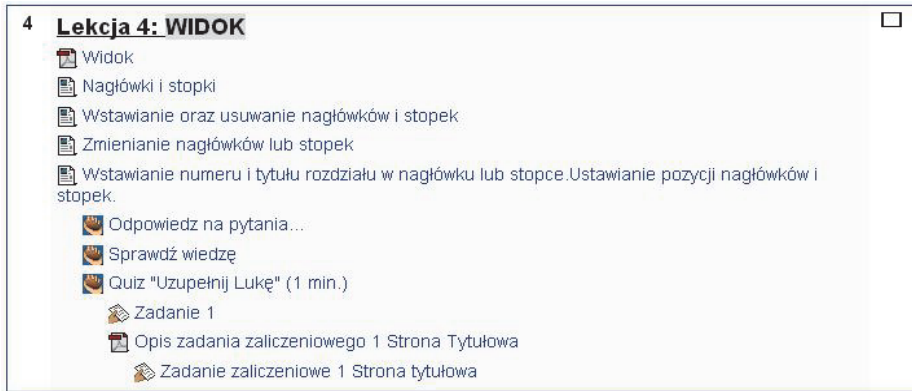 4 Lekcja 4: WIDOK
Widok
Nagłówki i stopki
Wstawianie oraz usuwanie nagłówków i stopek
Zmienianie nagłówków lub stopek
Wstawianie numeru i tytułu rozdziału w nagłówku lub stopce.Ustawianie pozycji nagłówków i
stopek.
Odpowiedz na pytania...
Sprawdź wiedzę
Quiz "Uzupełnij Lukę" (1 min.)
Zadanie 1
Opis zadania zaliczeniowego 1 Strona Tytułowa
Zadanie zaliczeniowe 1 Strona tytułowa